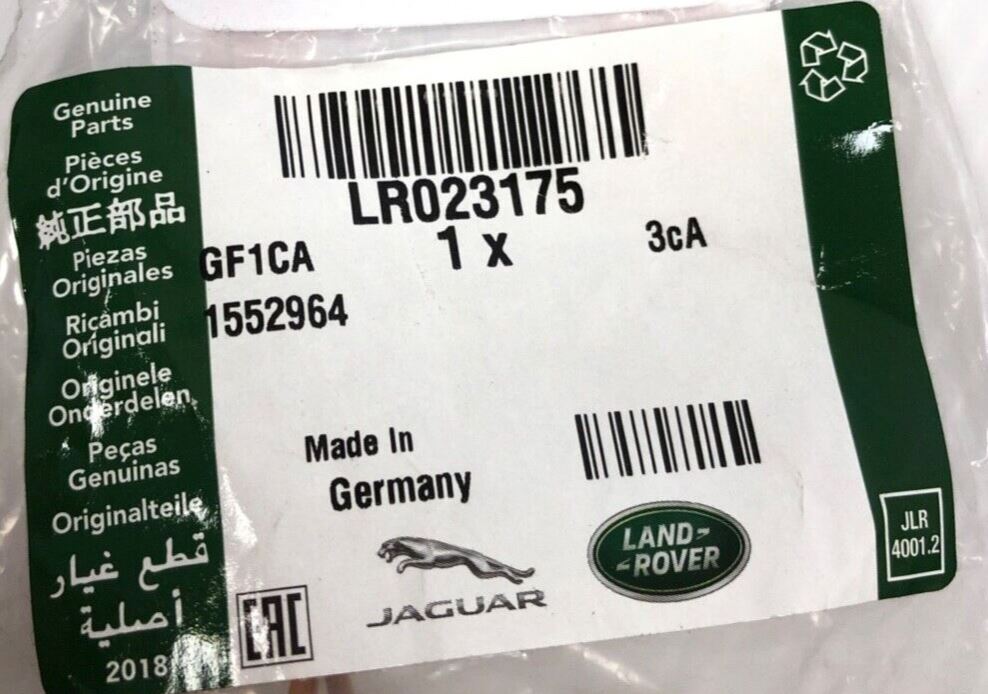 Genuine
Parts
Pièces
d'Origine
純正部品
Piezas
Originales
Ricambi
Originali
Originele
Onderdelen
Peças
Genuinas
Originalteile
قطع غيار
أصلية
2018
LR023175
GF1CA
1 x
3cA
1552964
Made In
Germany
EAC
JAGUAR
LAND-
-ROVER
JLR
4001.2